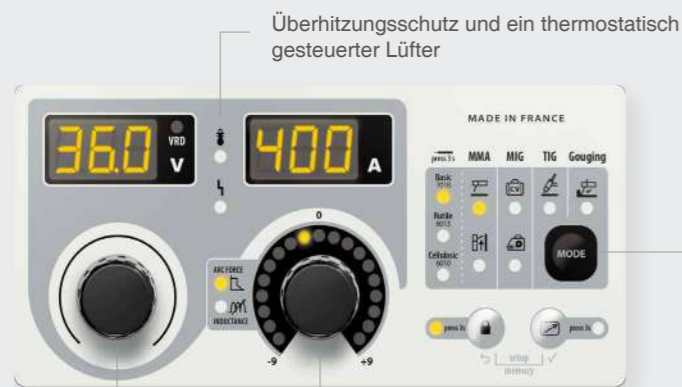 Überhitzungsschutz und ein thermostatisch
gesteuerter Lüfter
MADE IN FRANCE
36.0
VRD
V
400
A
press 3s
MMA
MIG
TIG
Gouging
Basic
7018
Rutile
6013
Cellulosic
6010
CV
MODE
0
ARC FORCE
INDUCTANCE
-9
+9
press 3s
press 3s
setup
memory